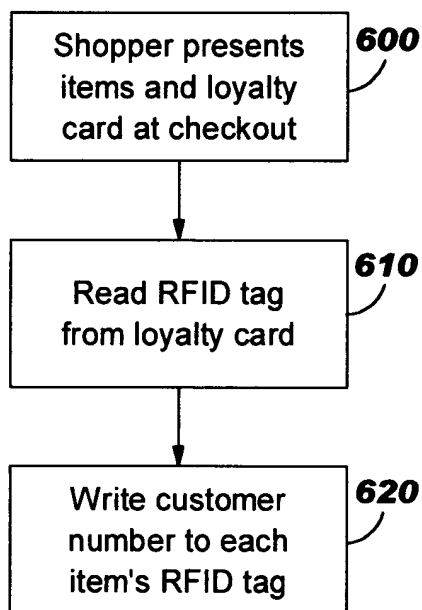 Shopper presents
items and loyalty
card at checkout
600
Read RFID tag
from loyalty card
610
Write customer
number to each
item's RFID tag
620